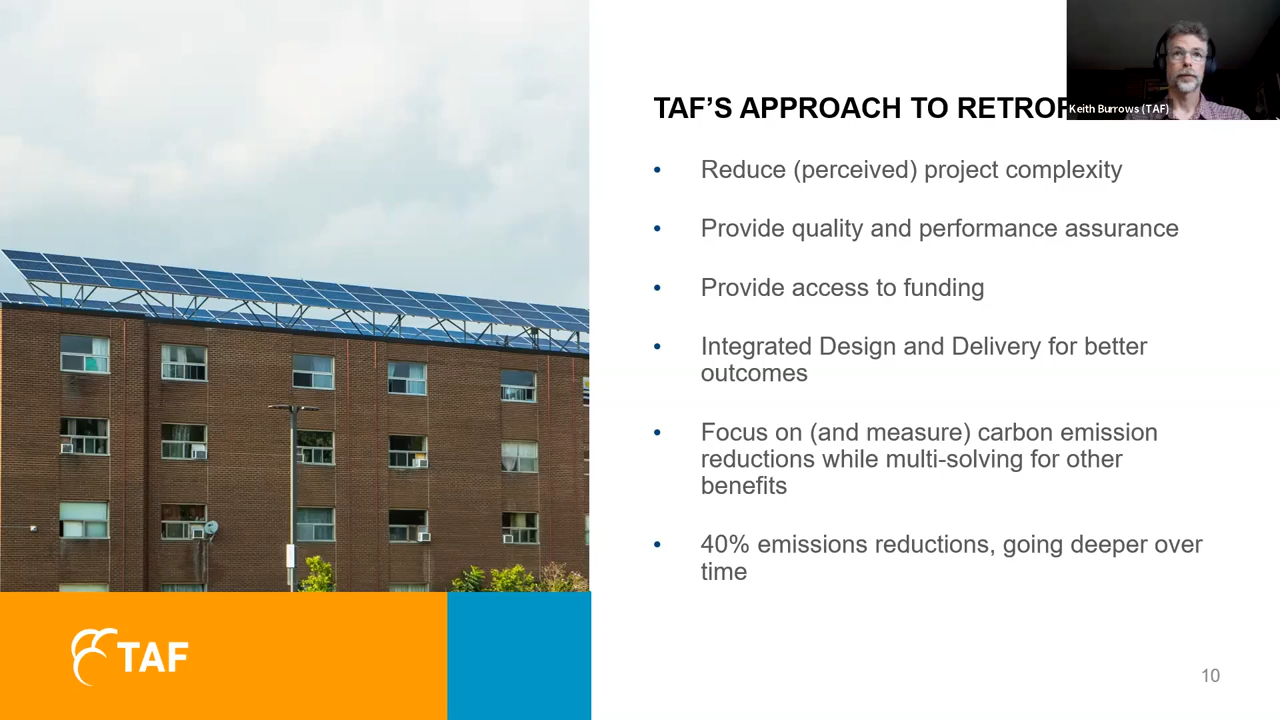 TAF’S APPROACH TO
Keith Burrows (TAF)
• Reduce (perceived) project complexity
• Provide quality and performance assurance
• Provide access to funding
• Integrated Design and Delivery for better
outcomes
• Focus on (and measure) carbon emission
reductions while multi-solving for other
benefits
• 40% emissions reductions, going deeper over
time
TAF
10